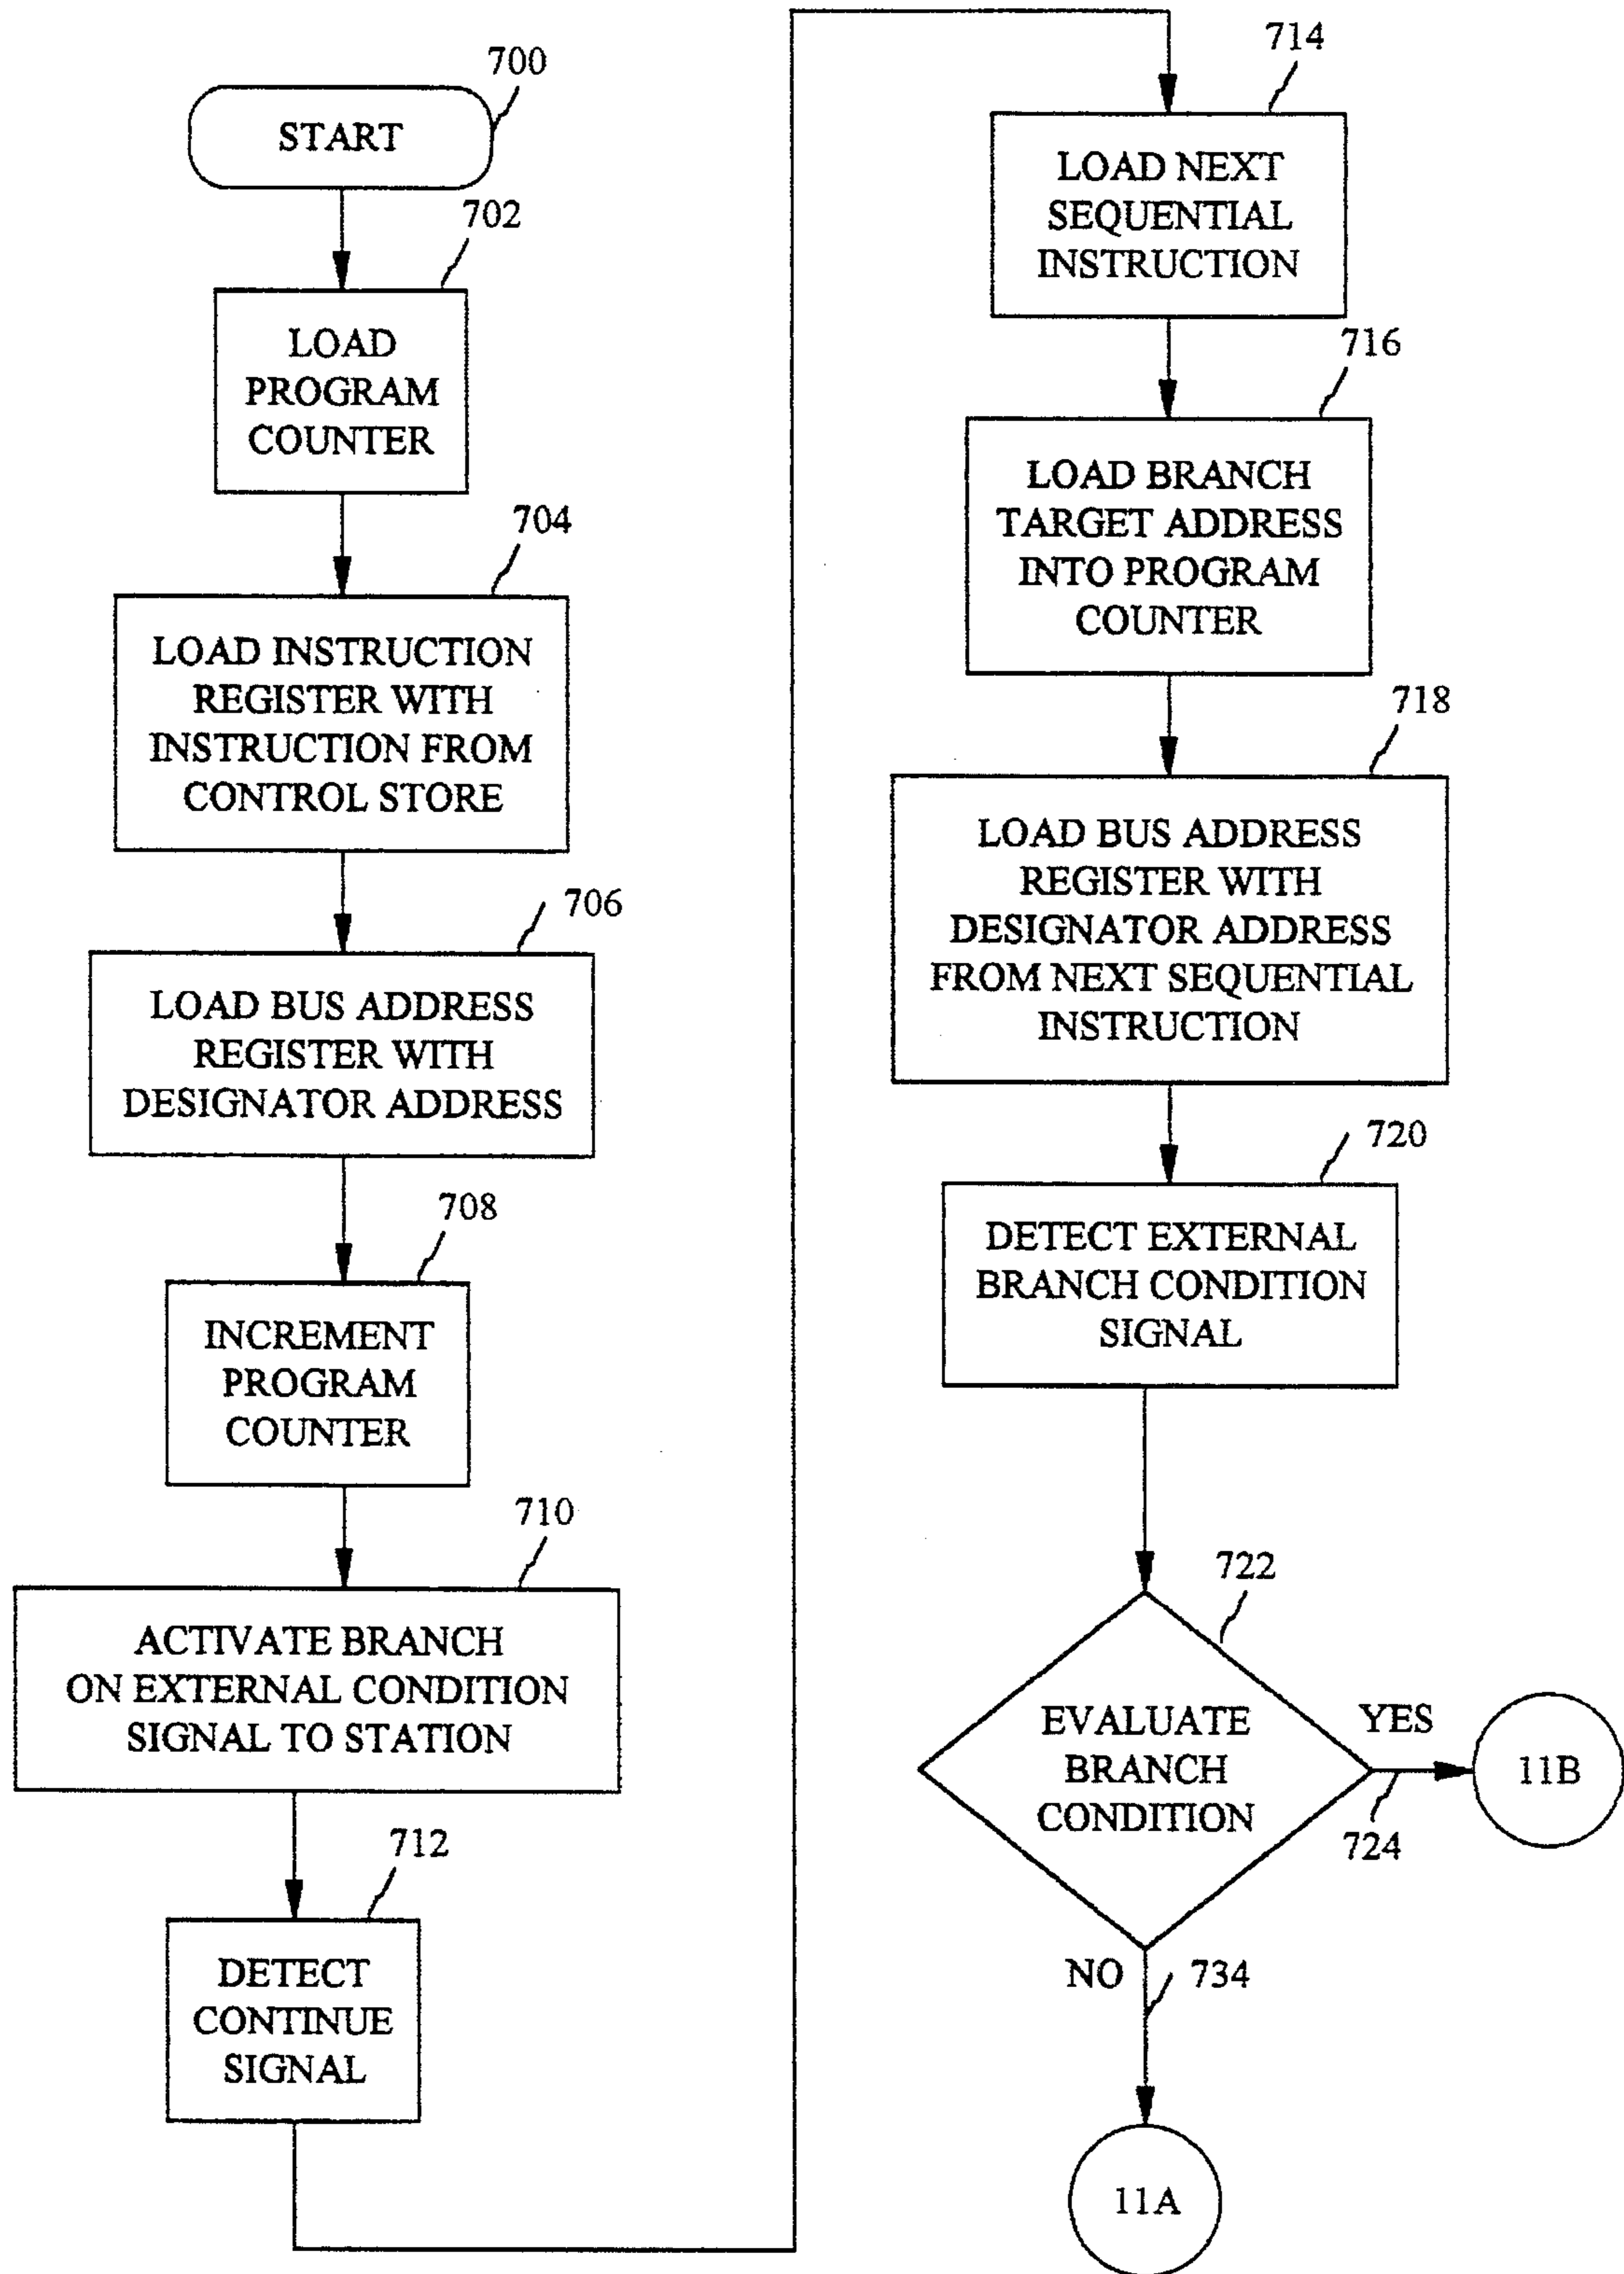 700
START
702
LOAD
PROGRAM
COUNTER
704
LOAD INSTRUCTION
REGISTER WITH
INSTRUCTION FROM
CONTROL STORE
706
LOAD BUS ADDRESS
REGISTER WITH
DESIGNATOR ADDRESS
708
INCREMENT
PROGRAM
COUNTER
710
ACTIVATE BRANCH
ON EXTERNAL CONDITION
SIGNAL TO STATION
712
DETECT
CONTINUE
SIGNAL
714
LOAD NEXT
SEQUENTIAL
INSTRUCTION
716
LOAD BRANCH
TARGET ADDRESS
INTO PROGRAM
COUNTER
718
LOAD BUS ADDRESS
REGISTER WITH
DESIGNATOR ADDRESS
FROM NEXT SEQUENTIAL
INSTRUCTION
720
DETECT EXTERNAL
BRANCH CONDITION
SIGNAL
722
EVALUATE
BRANCH
CONDITION
YES
724
11B
NO
734
11A